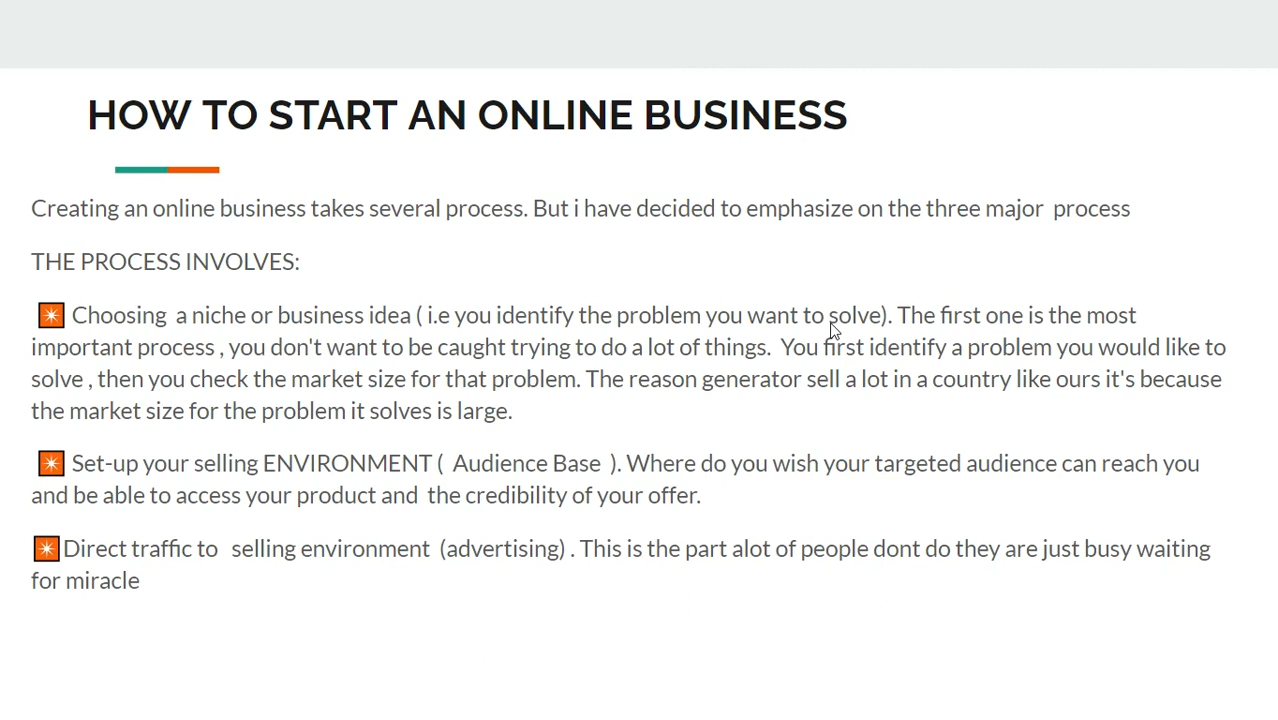 HOW TO START AN ONLINE BUSINESS
Creating an online business takes several process. But i have decided to emphasize on the three major  process
THE PROCESS INVOLVES:
Choosing  a niche or business idea ( i.e you identify the problem you want to solve). The first one is the most
important process , you don't want to be caught trying to do a lot of things.  You first identify a problem you would like to
solve , then you check the market size for that problem. The reason generator sell a lot in a country like ours it's because
the market size for the problem it solves is large.
Set-up your selling ENVIRONMENT (  Audience Base  ). Where do you wish your targeted audience can reach you
and be able to access your product and  the credibility of your offer.
Direct traffic to   selling environment  (advertising) . This is the part alot of people dont do they are just busy waiting
for miracle